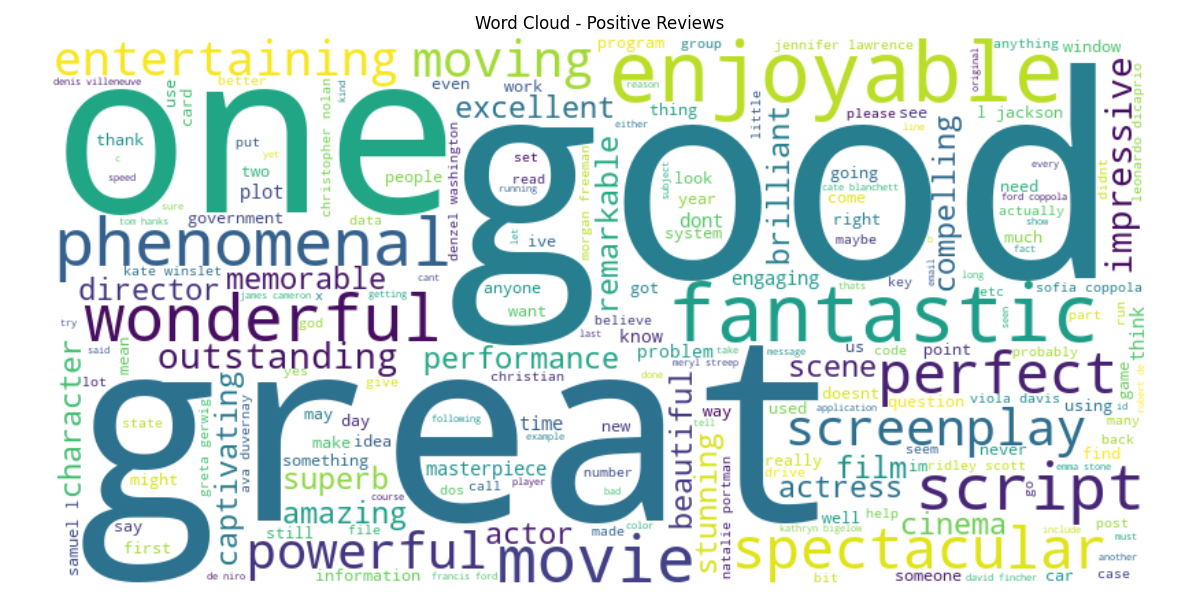 Word Cloud - Positive Reviews
entertaining
moving
program
group
enjoyable
jennifer lawrence
anything
window
denis villeneuve
better
use
card
christopher nolan
kind
even
work
excellent
reason
thing
either
little
original
please
see
line
l jackson
impressive
leonardo dicaprio
one
good
thank
c
speed
put
yet
two
plot
people
denzel washington
set
read
running
morgan freeman
remarkable
subject
look
year
dont
system
brilliant
going
cate blanchett
come
right
maybe
compelling
every
need
ford coppola
actually
show
much
fact
didnt
tom hanks
sure
government
data
phenomenal
let
ive
b
email
kate winslet
memorable
cant
anyone
want
got
engaging
thats
key
long
etc
sofia coppola
director
james cameron
x
getting
wonderful
god
believe
last
know
fantastic
seen
part
run
think
try
said
mean
outstanding
performance
problem
take
message
us
code
point
probably
game
lot
yes
give
christian
done
meryl streep
scene
perfect
robert de
samuel l
character
great
state
might
greta gerwig
captivating
ava duvernay
may
day
make
idea
something
following
example
time
new
beautiful
way
tell
used
application
doesnt
question
viola davis
using
id
many
screenplay
back
find
seem
never
superb
masterpiece
dos
call
player
course
number
bad
stunning
natalie portman
really
drive
film
im
ridley scott
emma stone
go
actress
script
say
first
amazing
still
file
actor
made
color
kathryn bigelow
well
help
cinema
include
post
must
de niro
powerful
information
francis ford
movie
spectacular
bit
someone
david fincher
car
another
case